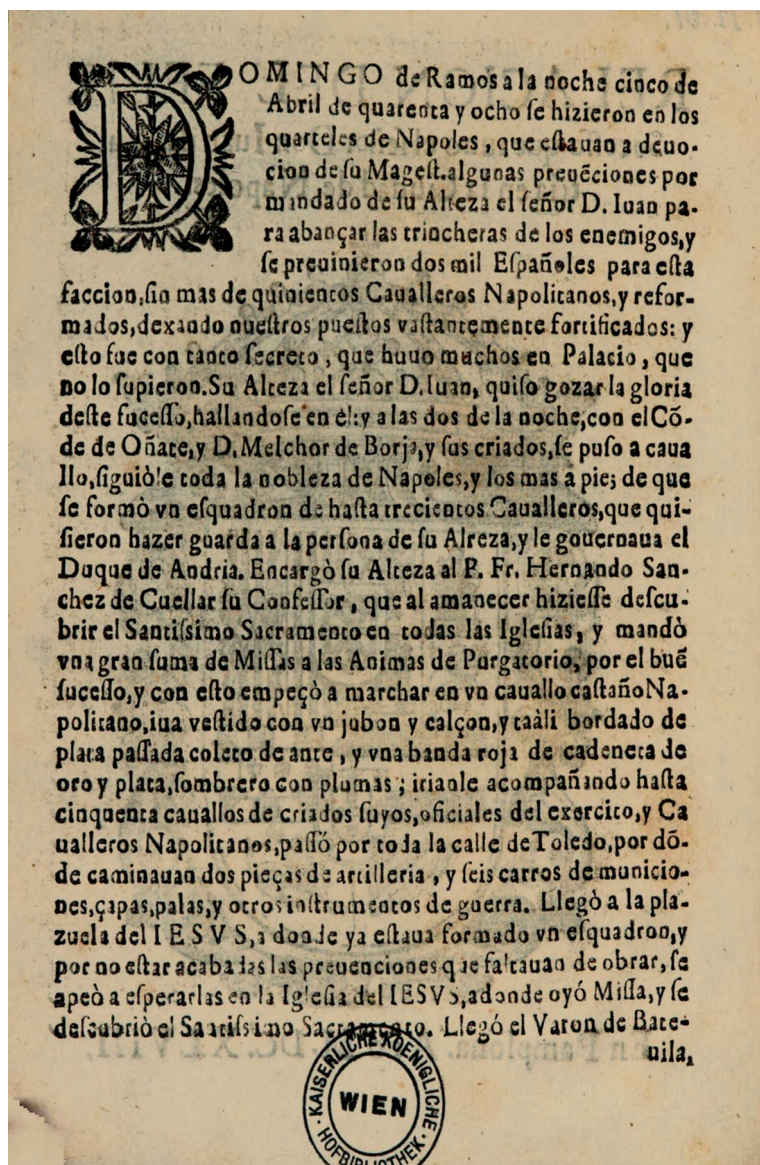 DOMINGO de Ramos a la noche cinco de
Abril de quarenta y ocho ſe hizieron en los
quarteles de Napoles, que eſtauan a deuo-
cion de ſu Mageſt. algunas preuẽciones por
mandado de ſu Alteza el ſeñor D. Iuan pa-
ra abançar las trincheras de los enemigos, y
ſe preuinieron dos mil Eſpañoles para eſta
faccion, ſin mas de quinientos Caualleros Napolitanos, y refor-
mados, dexando nueſtros pueſtos vaſtantemente fortificados: y
eſto fue con tanto ſecreto, que huuo muchos en Palacio, que
no lo ſupieron. Su Alteza el ſeñor D. Iuan, quiſo gozar la gloria
deſte ſuceſſo, hallandoſe en èl: y a las dos de la noche, con el Cõ-
de de Oñate, y D. Melchor de Borja, y ſus criados, ſe puſo a caua
llo, ſiguiòle toda la nobleza de Napoles, y los mas a pie; de que
ſe formò vn eſquadron de haſta trecientos Caualleros, que qui-
ſieron hazer guarda a la perſona de ſu Alteza, y le gouernaua el
Duque de Andria. Encargò ſu Alteza al P. Fr. Hernando San-
chez de Cuellar ſu Confeſſor, que al amanecer hizieſſe deſcu-
brir el Santiſsimo Sacramento en todas las Igleſias, y mandò
vna gran ſuma de Miſſas a las Animas de Purgatorio, por el buẽ
ſuceſſo, y con eſto empeçò a marchar en vn cauallo caſtaño Na-
politano, iua veſtido con vn jubon y calçon, y taàli bordado de
plata paſſada coleto de ante, y vna banda roja de cadeneta de
oro y plata, ſombrero con plumas; irianle acompañando haſta
cinquenta cauallos de criados ſuyos, oficiales del exercito, y Ca
ualleros Napolitanos, paſſó por toda la calle de Toledo, por dõ-
de caminauan dos pieças de artilleria, y ſeis carros de municio-
nes, çapas, palas, y otros inſtrumentos de guerra. Llegò a la pla-
zuela del IESVS, a donde ya eſtaua formado vn eſquadron, y
por no eſtar acabadas las preuenciones que faltauan de obrar, ſe
apeò a eſperarlas en la Igleſia del IESVS, adonde oyó Miſſa, y ſe
deſcubriò el Santiſsimo Sacramento. Llegó el Varon de Bate-
uila,
KAISERLICHE KOENIGLICHE
WIEN
HOFBIBLIOTHEK